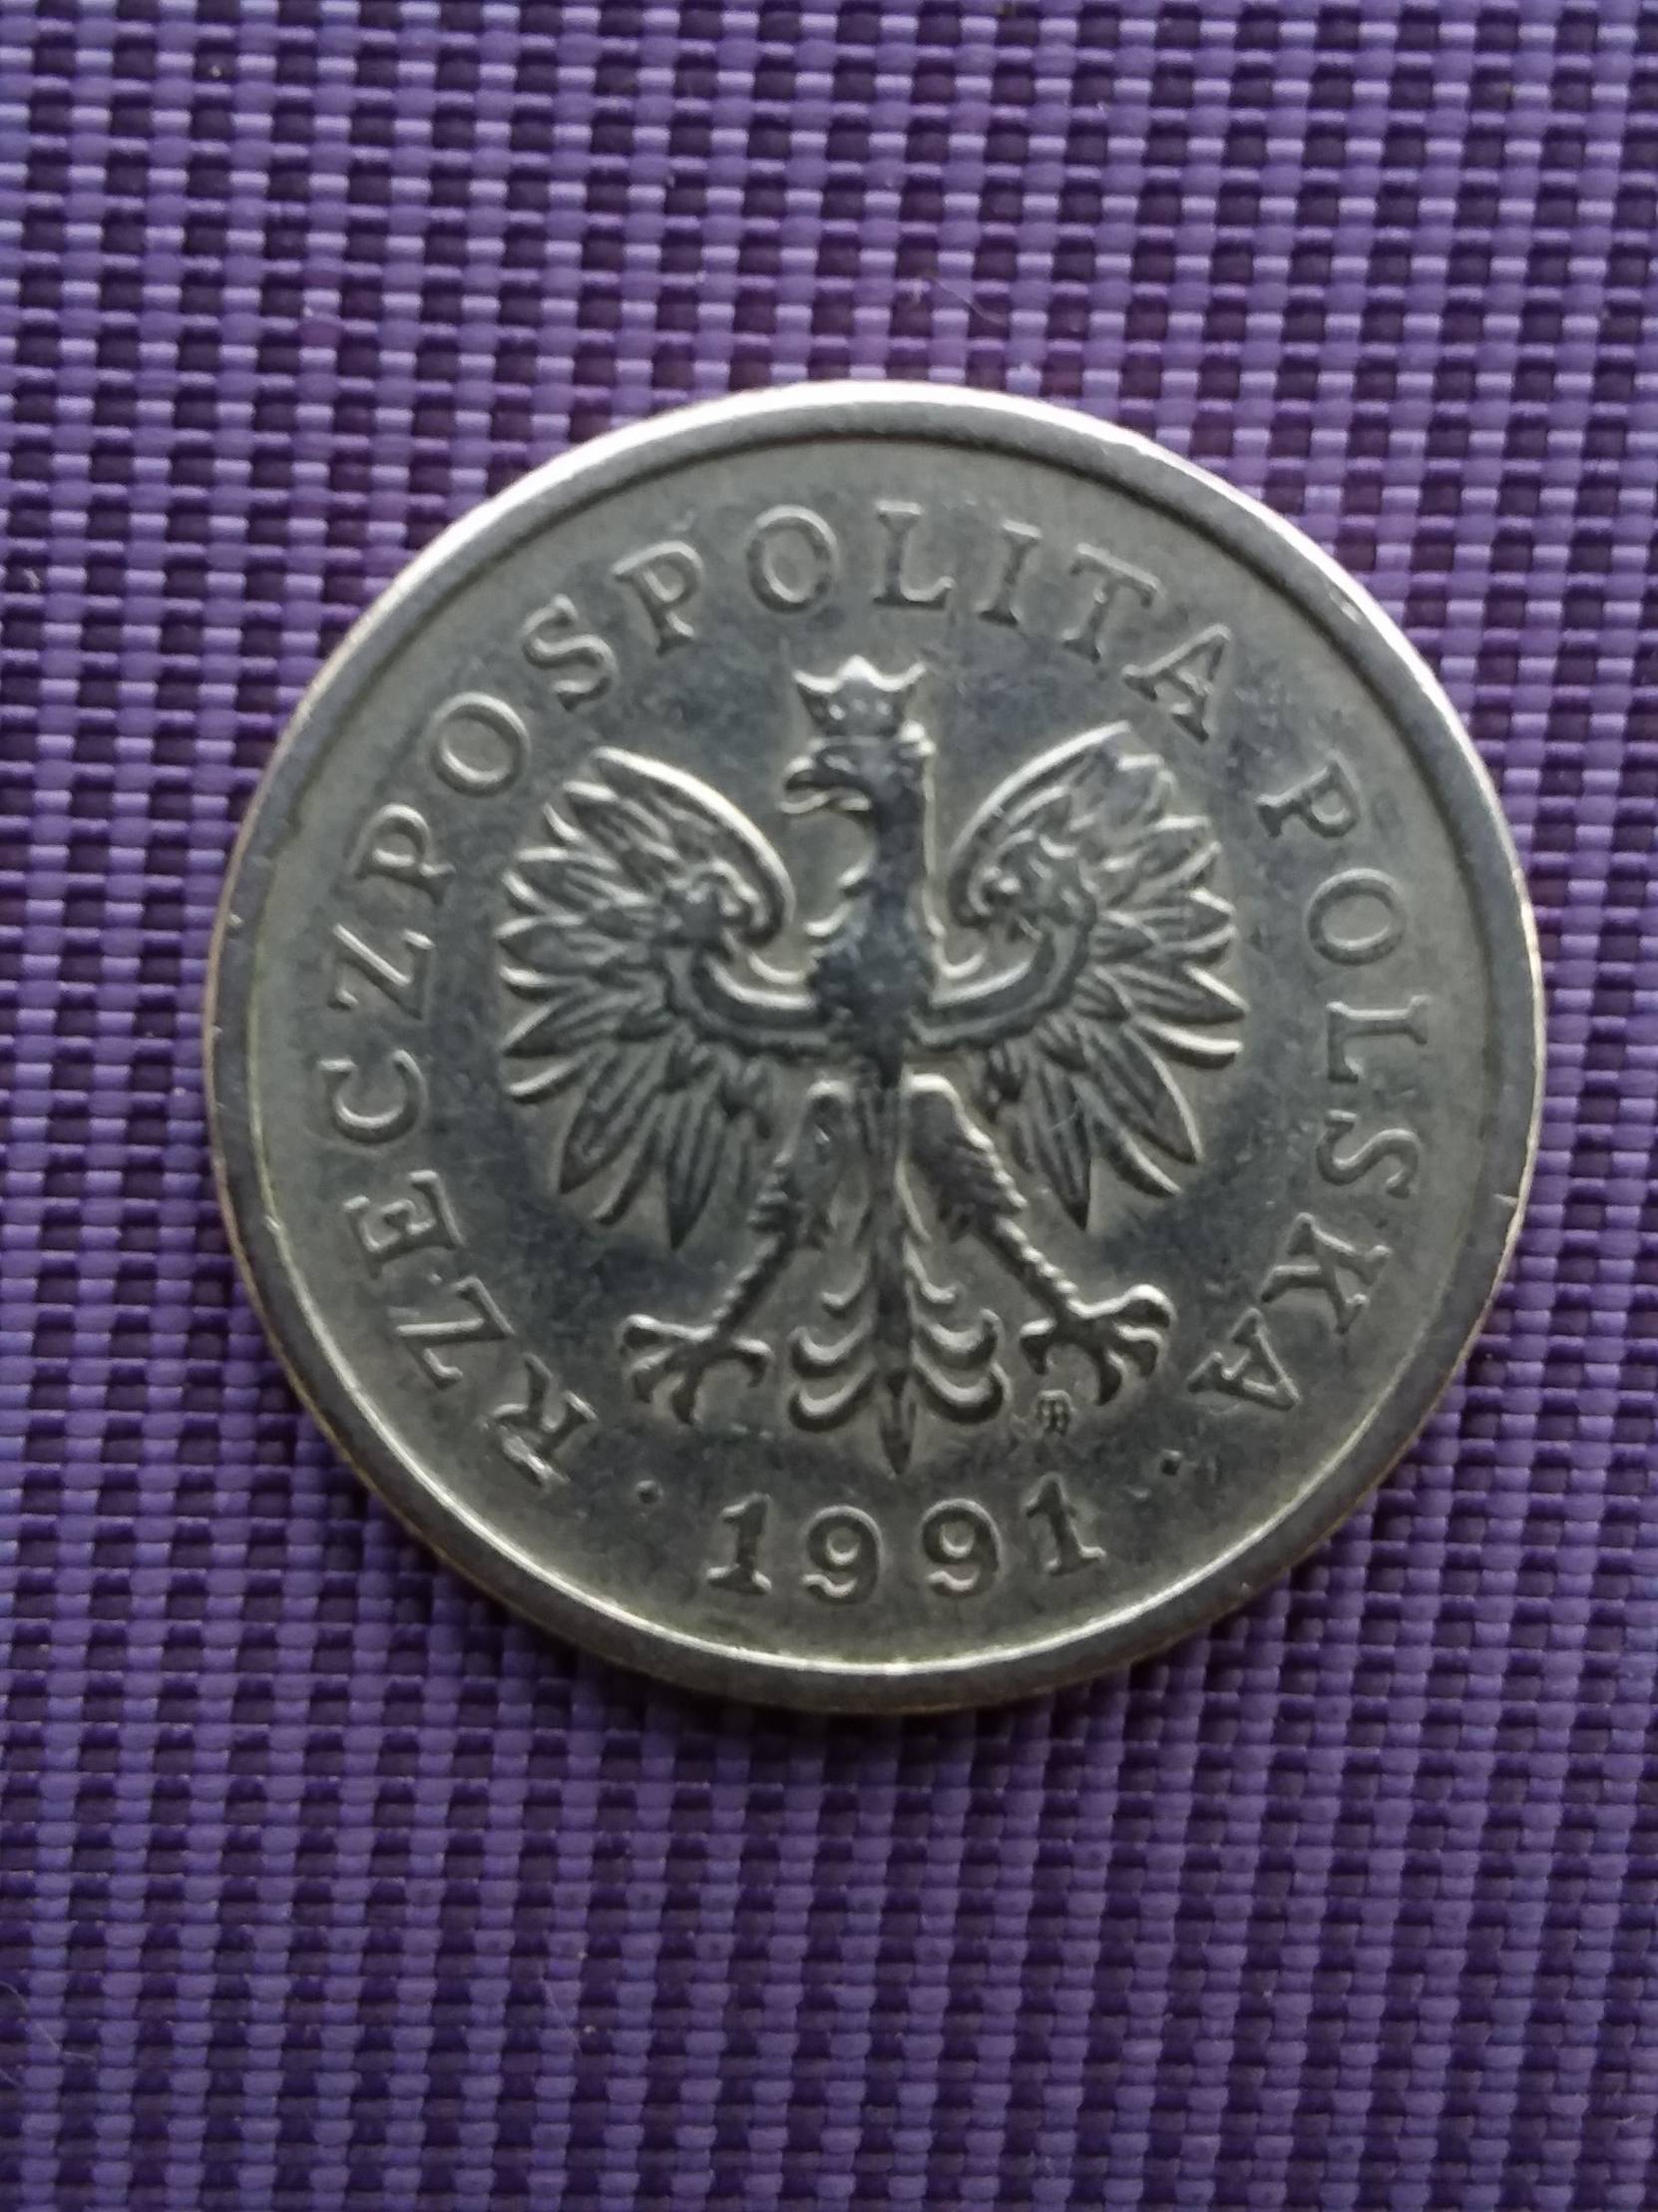 RZECZPOSPOLITA POLSKA
· 1991 ·